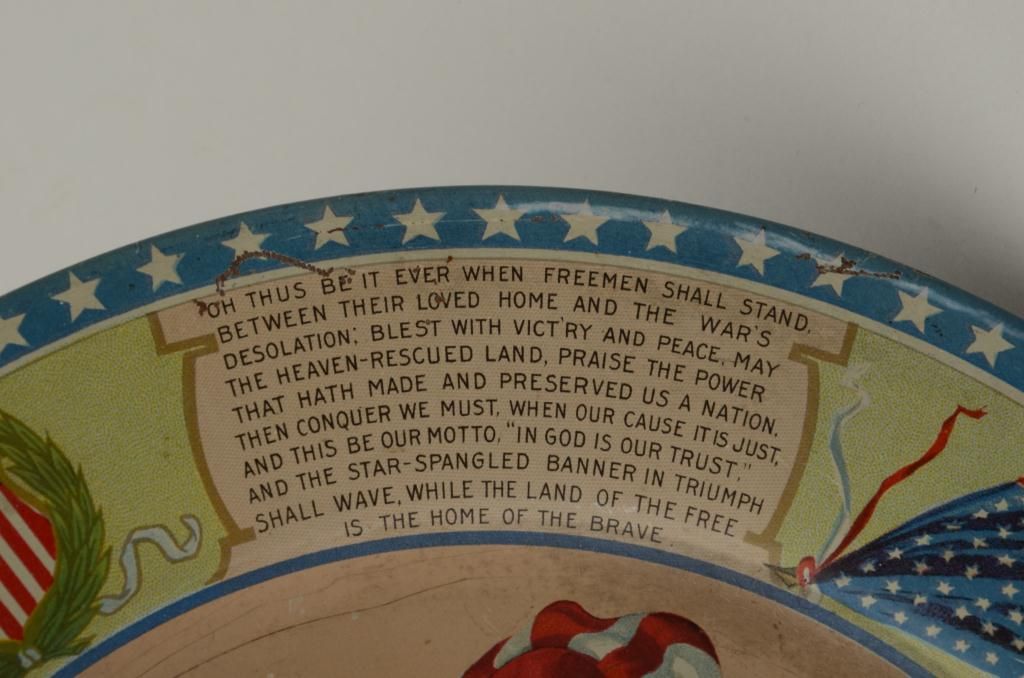 OH THUS BE IT EVER WHEN FREEMEN SHALL STAND,
BETWEEN THEIR LOVED HOME AND THE WAR'S
DESOLATION; BLEST WITH VICT'RY AND PEACE, MAY
THE HEAVEN-RESCUED LAND, PRAISE THE POWER
THAT HATH MADE AND PRESERVED US A NATION.
THEN CONQUER WE MUST, WHEN OUR CAUSE IT IS JUST,
AND THIS BE OUR MOTTO, "IN GOD IS OUR TRUST,"
AND THE STAR-SPANGLED BANNER IN TRIUMPH
SHALL WAVE, WHILE THE LAND OF THE FREE
IS THE HOME OF THE BRAVE.